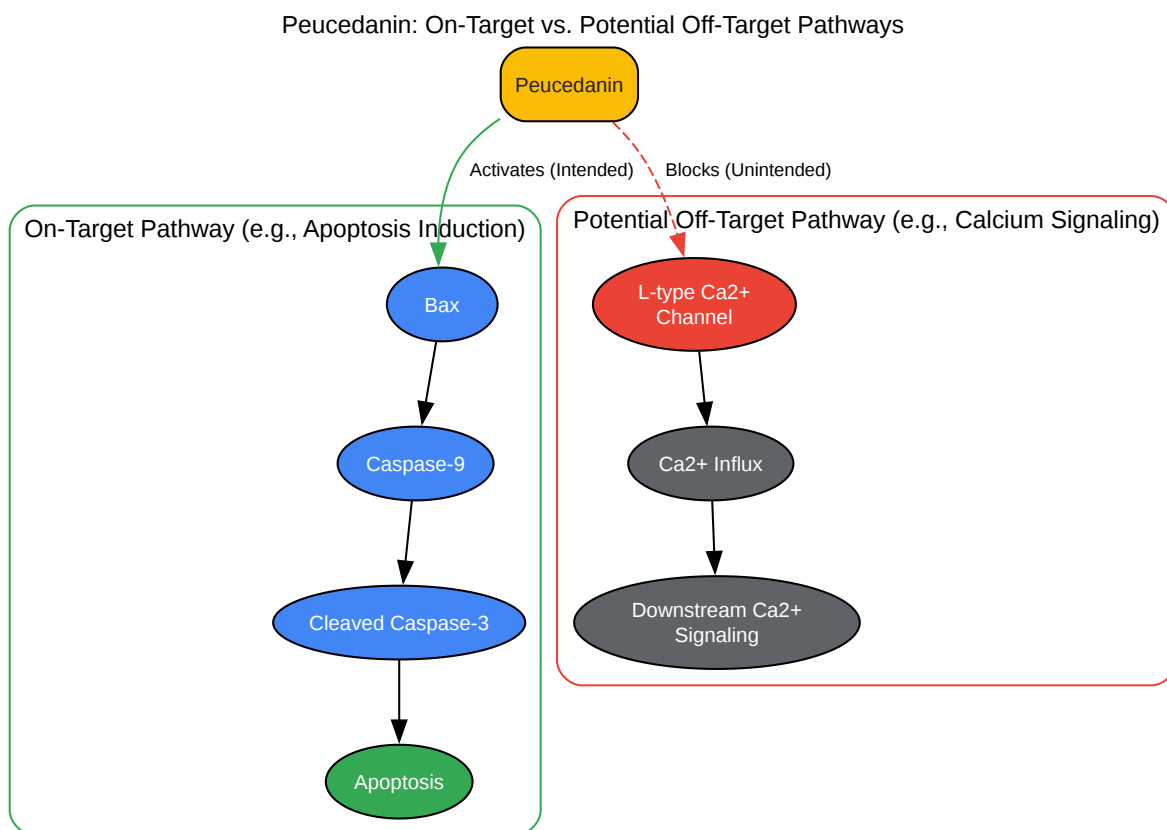 Peucedanin: On-Target vs. Potential Off-Target Pathways
Peucedanin
Activates (Intended)
Blocks (Unintended)
On-Target Pathway (e.g., Apoptosis Induction)
Bax
Caspase-9
Cleaved Caspase-3
Apoptosis
Potential Off-Target Pathway (e.g., Calcium Signaling)
L-type Ca2+
Channel
Ca2+ Influx
Downstream Ca2+
Signaling